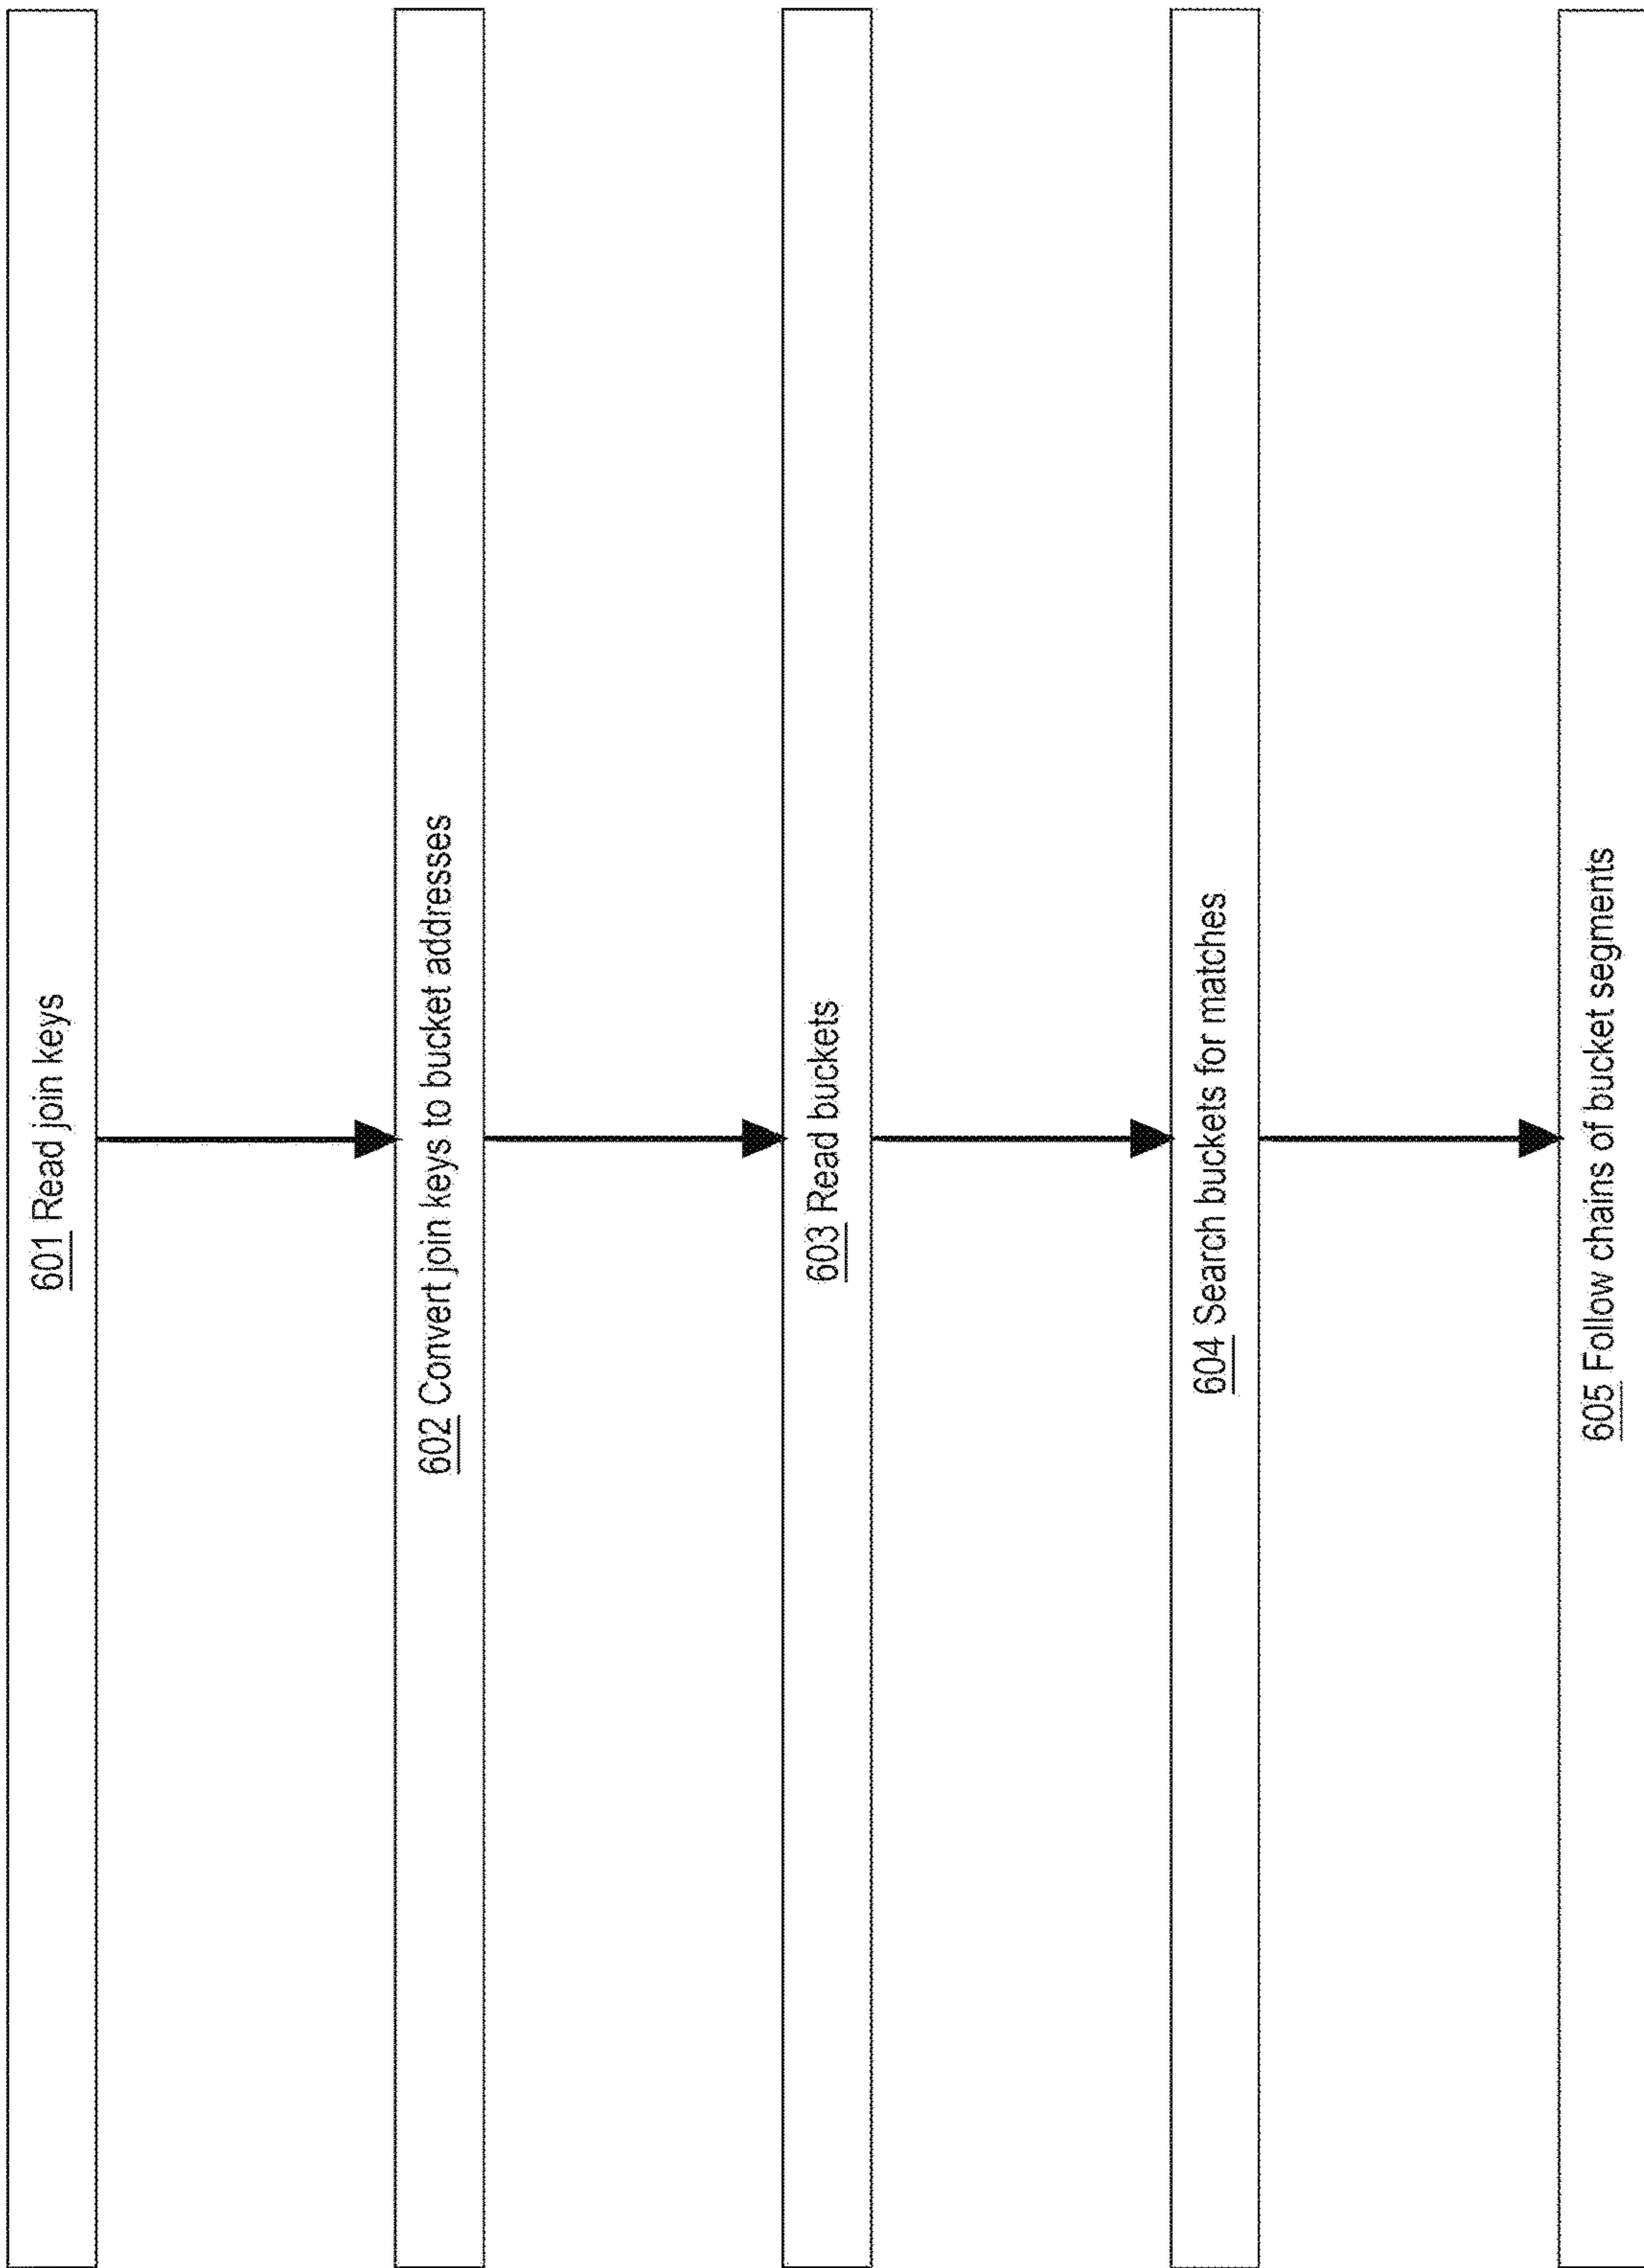 601 Read join keys
602 Convert join keys to bucket addresses
603 Read buckets
604 Search buckets for matches
605 Follow chains of bucket segments